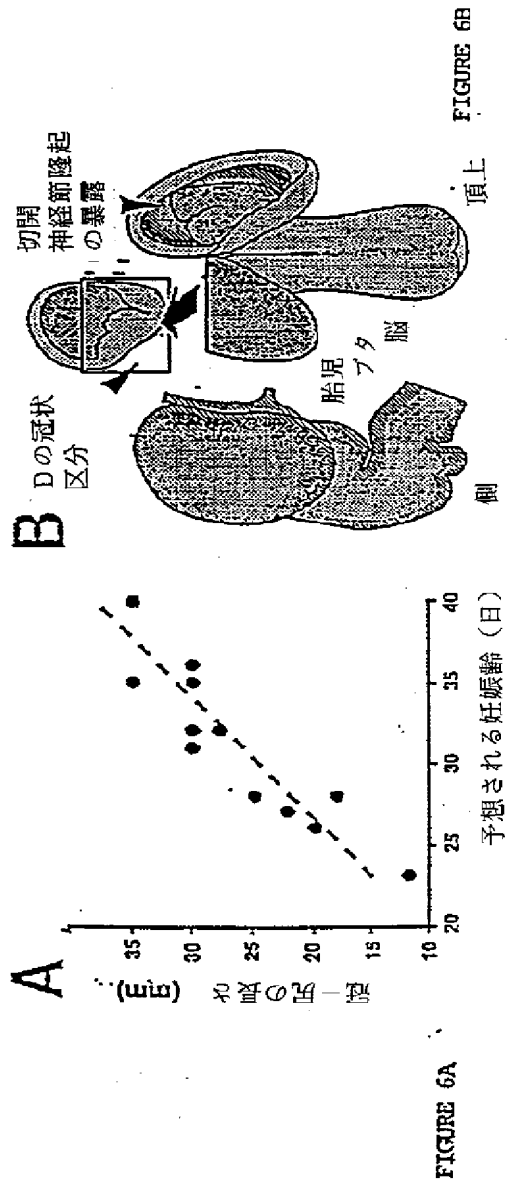 A
(mm)
冠－尻の長さ
35
30
25
20
15
10
20
25
30
35
40
予想される妊娠齢（日）
FIGURE 6A
B
Dの冠状
区分
切開
神経節隆起
の暴露
胎児
ブタ
脳
側
頂上
FIGURE 6B